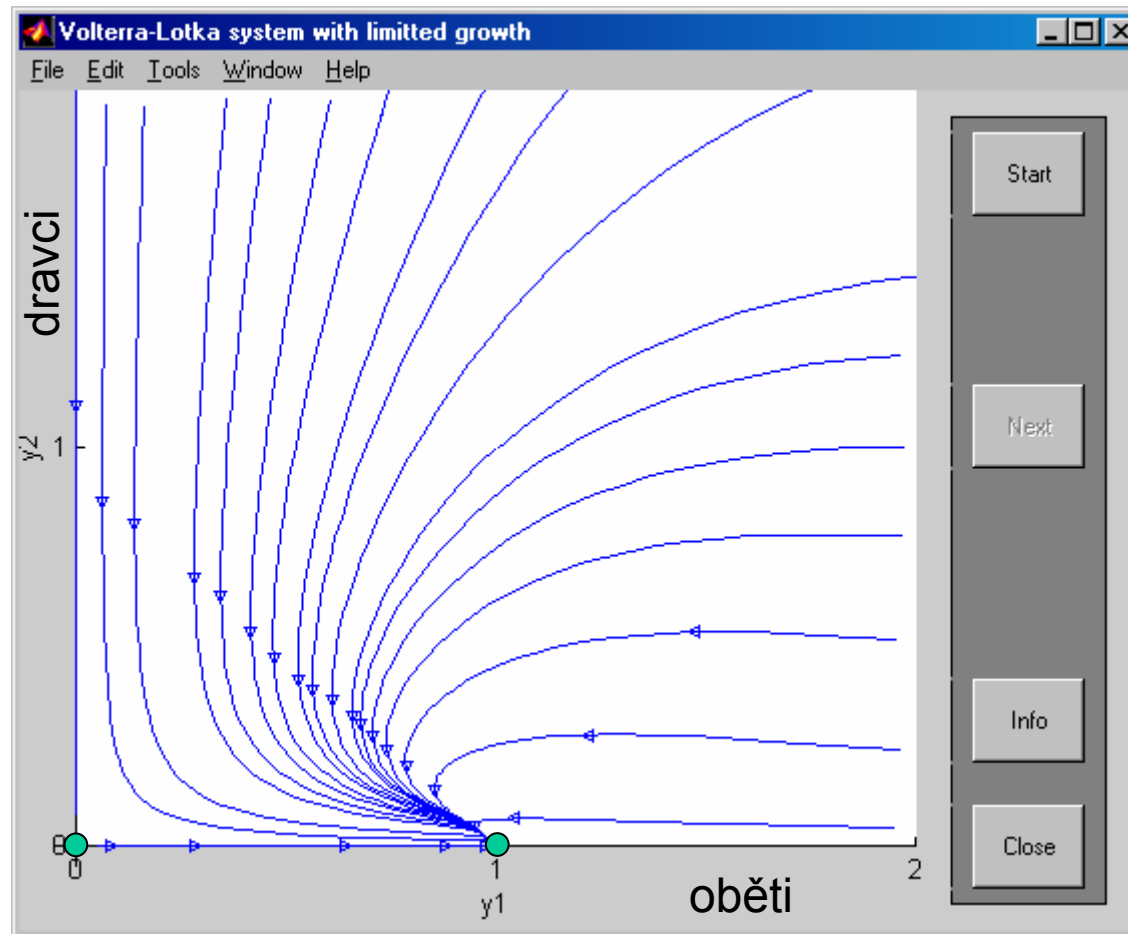 Volterra-Lotka system with limitted growth
File Edit Tools Window Help
Start
dravci
Next
y2
1
Info
0
Close
0
1
2
y1
oběti